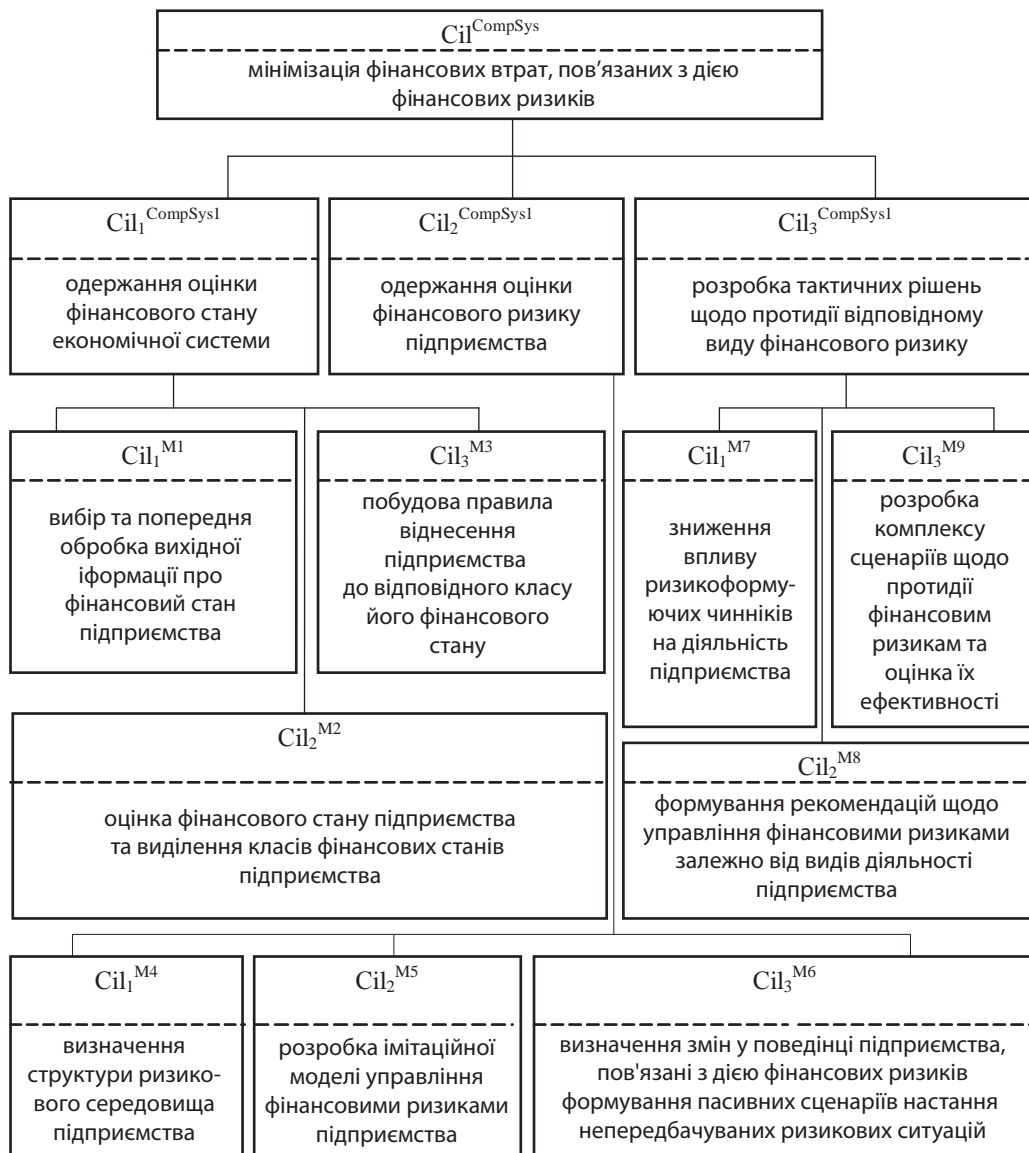 Cil^CompSys
мінімізація фінансових втрат, пов’язаних з дією
фінансових ризиків
Cil₁^CompSys1
одержання оцінки
фінансового стану
економічної системи
Cil₂^CompSys1
одержання оцінки
фінансового ризику
підприємства
Cil₃^CompSys1
розробка тактичних рішень
щодо протидії відповідному
виду фінансового ризику
Cil₁^M1
вибір та попередня
обробка вихідної
іформації про
фінансовий стан
підприємства
Cil₃^M3
побудова правила
віднесення
підприємства
до відповідного класу
його фінансового
стану
Cil₁^M7
зниження
впливу
ризикоформу-
ючих чинніків
на діяльність
підприємства
Cil₃^M9
розробка
комплексу
сценаріїв щодо
протидії
фінансовим
ризикам та
оцінка їх
ефективності
Cil₂^M2
оцінка фінансового стану підприємства
та виділення класів фінансових станів
підприємства
Cil₂^M8
формування рекомендацій щодо
управління фінансовими ризиками
залежно від видів діяльності
підприємства
Cil₁^M4
визначення
структури ризико-
вого середовища
підприємства
Cil₂^M5
розробка імітаційної
моделі управління
фінансовими ризиками
підприємства
Cil₃^M6
визначення змін у поведінці підприємства,
пов'язані з дією фінансових ризиків
формування пасивних сценаріїв настання
непередбачуваних ризикових ситуацій